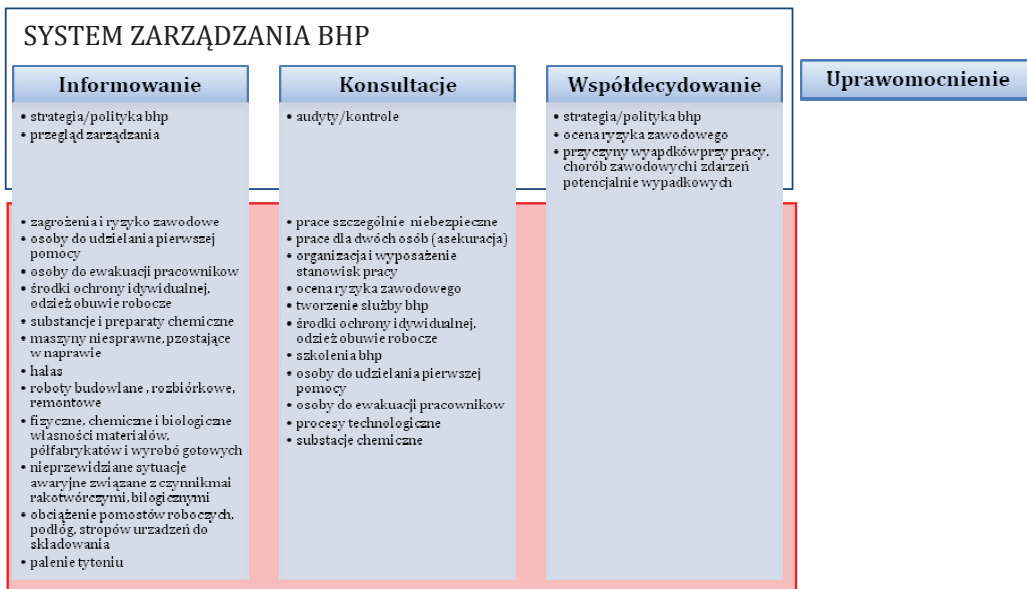 SYSTEM ZARZĄDZANIA BHP
Informowanie
• strategia/polityka bhp
• przegląd zarządzania
• zagrożenia i ryzyko zawodowe
• osoby do udzielania pierwszej
pomocy
• osoby do ewakuacji pracownikow
• środki ochrony idywidualnej,
odzież obuwie robocze
• substancje i preparaty chemiczne
• maszyny niesprawne, pzostające
w naprawie
• hałas
• roboty budowlane , rozbiórkowe,
remontowe
• fizyczne, chemiczne i biologiczne
własności materiałów,
półfabrykatów i wyrobó gotowych
• nieprzewidziane sytuacje
awaryjne związane z czynnikmai
rakotwórczymi, bilogicznymi
• obciążenie pomostów roboczych,
podłóg, stropów urzadzeń do
składowania
• palenie tytoniu
Konsultacje
• audyty/kontrole
• prace szczególnie niebezpieczne
• prace dla dwóch osób (asekuracja)
• organizacja i wyposażenie
stanowisk pracy
• ocena ryzyka zawodowego
• tworzenie służby bhp
• środki ochrony idywidualnej,
odzież obuwie robocze
• szkolenia bhp
• osoby do udzielania pierwszej
pomocy
• osoby do ewakuacji pracownikow
• procesy technologiczne
• substacje chemiczne
Współdecydowanie
• strategia/polityka bhp
• ocena ryzyka zawodowego
• przyczyny wyapdków przy pracy,
chorób zawodowych i zdarzeń
potencjalnie wypadkowych
Uprawomocnienie